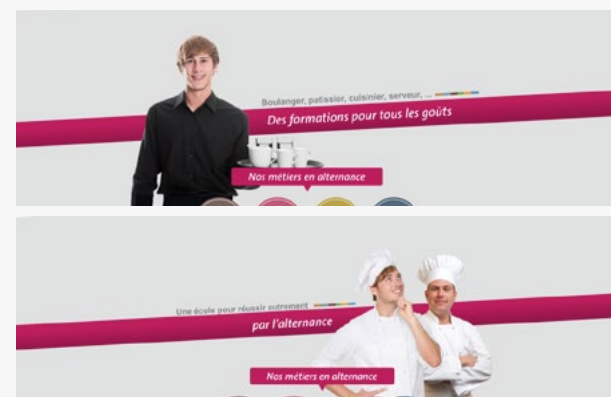 Boulanger, patissier, cuisinier, serveur, ...
Des formations pour tous les goûts
Nos métiers en alternance
Une école pour réussir autrement
par l'alternance
Nos métiers en alternance